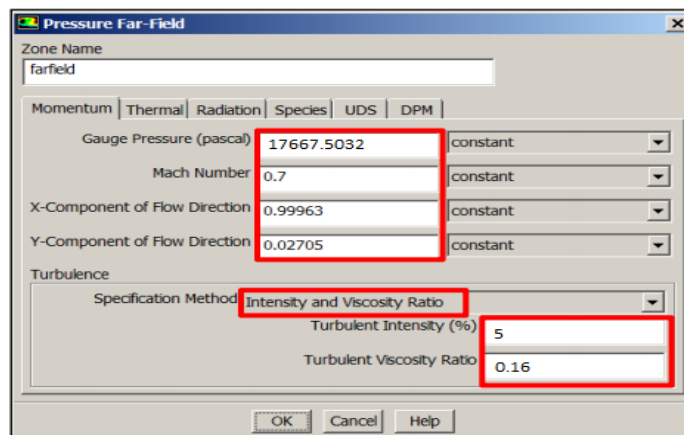 Pressure Far-Field
Zone Name
farfield
Momentum Thermal Radiation Species UDS DPM
Gauge Pressure (pascal) 17667.5032 constant
Mach Number 0.7 constant
X-Component of Flow Direction 0.99963 constant
Y-Component of Flow Direction 0.02705 constant
Turbulence
Specification Method Intensity and Viscosity Ratio
Turbulent Intensity (%) 5
Turbulent Viscosity Ratio 0.16
OK Cancel Help